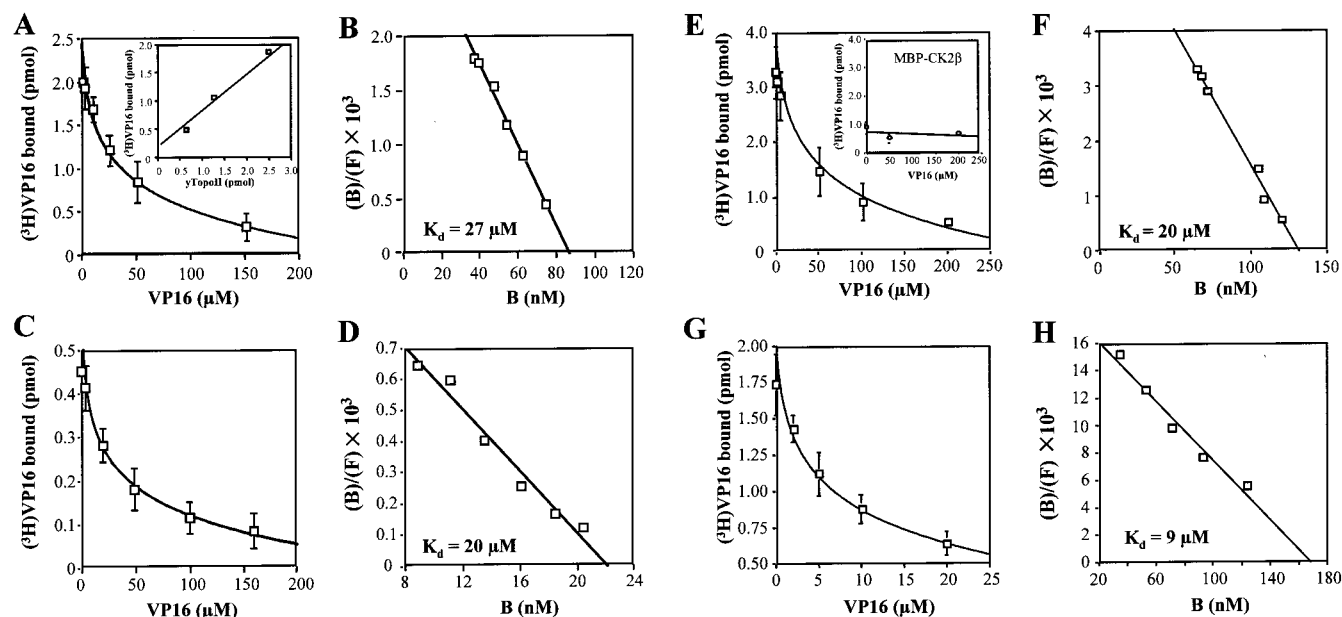 A
(³H)VP16 bound (pmol)
2.5
2.0
1.5
1.0
0.5
0
0 50 100 150 200
VP16 (µM)
(³H)VP16 bound (pmol)
2.0
1.5
1.0
0.5
0
0 0.5 1.0 1.5 2.0 2.5 3.0
yTopoII (pmol)
B
(B)/(F) × 10³
2.0
1.5
1.0
0.5
0
0 20 40 60 80 100 120
B (nM)
Kd = 27 µM
E
(³H)VP16 bound (pmol)
4.0
3.0
2.0
1.0
0
0 50 100 150 200 250
VP16 (µM)
MBP-CK2β
(³H)VP16 bound (pmol)
4.0
3.0
2.0
1.0
0
0 50 100 150 200 250
VP16 (µM)
F
(B)/(F) × 10³
4
3
2
1
0
0 50 100 150
B (nM)
Kd = 20 µM
C
(³H)VP16 bound (pmol)
0.5
0.4
0.3
0.2
0.1
0
0 50 100 150 200
VP16 (µM)
D
(B)/(F) × 10³
0.7
0.6
0.5
0.4
0.3
0.2
0.1
0
8 12 16 20 24
B (nM)
Kd = 20 µM
G
(³H)VP16 bound (pmol)
2.00
1.75
1.50
1.25
1.00
0.75
0.50
0 5 10 15 20 25
VP16 (µM)
H
(B)/(F) ×10³
16
14
12
10
8
6
4
2
0
20 60 100 140 180
B (nM)
Kd = 9 µM